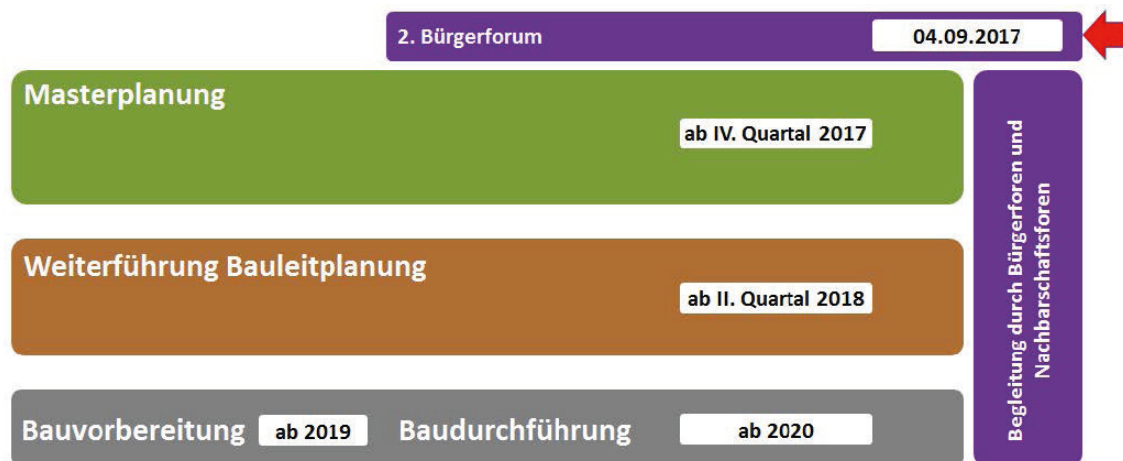 2. Bürgerforum 04.09.2017
Masterplanung
ab IV. Quartal 2017
Weiterführung Bauleitplanung
ab II. Quartal 2018
Bauvorbereitung ab 2019 Baudurchführung ab 2020
Begleitung durch Bürgerforen und
Nachbarschaftsforen